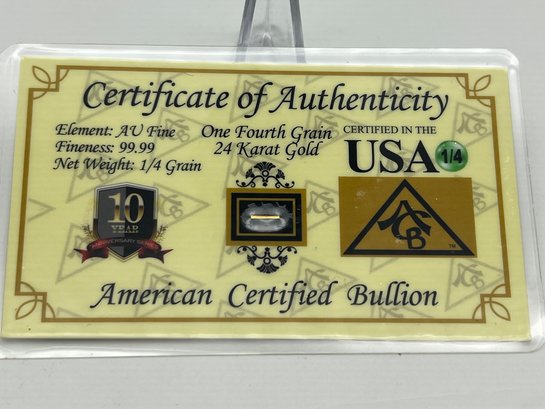 Certificate of Authenticity
Element: AU Fine
Fineness: 99.99
Net Weight: 1/4 Grain
One Fourth Grain
24 Karat Gold
CERTIFIED IN THE
USA
1/4
10
YEAR
ANNIVERSARY SERIES
ACB
TM
American Certified Bullion